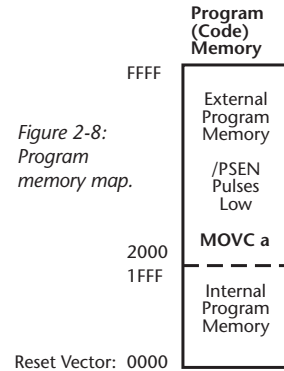 Program
(Code)
Memory
FFFF
External
Program
Memory
Figure 2-8:
Program
memory map.
/PSEN
Pulses
Low
MOVC a
2000
1FFF
Internal
Program
Memory
Reset Vector: 0000